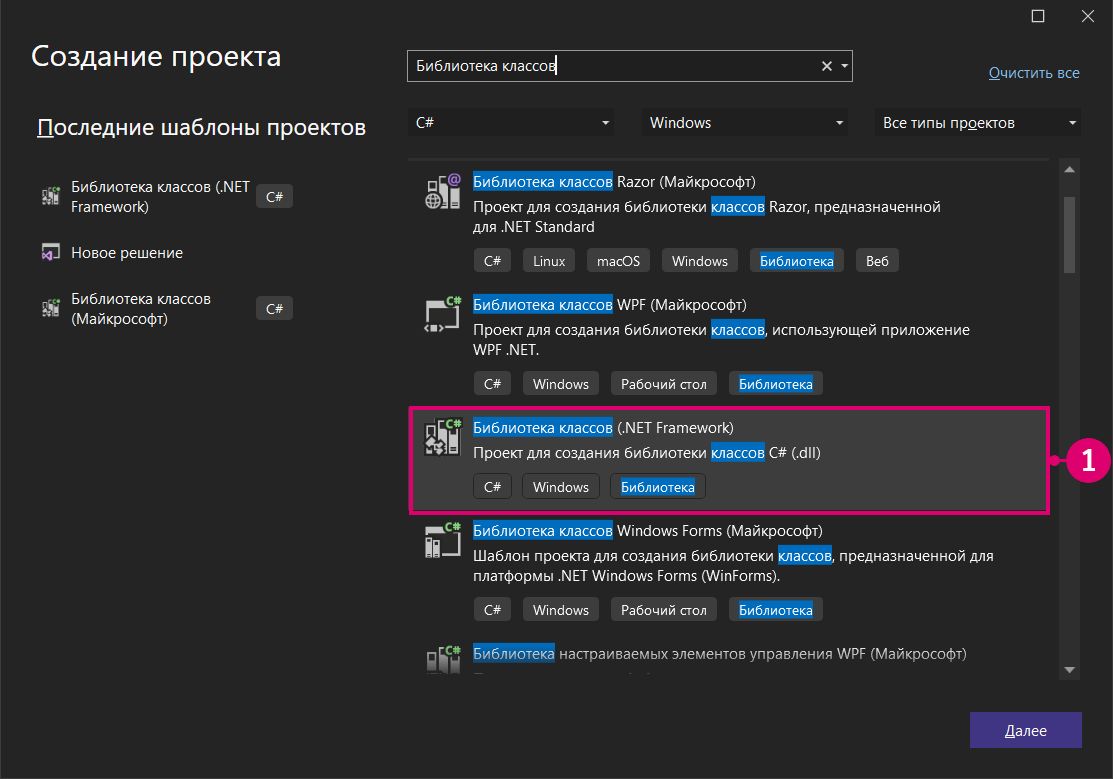 Создание проекта
Библиотека классов
Очистить все
Последние шаблоны проектов
C#
Windows
Все типы проектов
Библиотека классов (.NET
Framework)
C#
Новое решение
Библиотека классов
(Майкрософт)
C#
Библиотека классов Razor (Майкрософт)
Проект для создания библиотеки классов Razor, предназначенной
для .NET Standard
C# Linux macOS Windows Библиотека Веб
Библиотека классов WPF (Майкрософт)
Проект для создания библиотеки классов, использующей приложение
WPF .NET.
C# Windows Рабочий стол Библиотека
Библиотека классов (.NET Framework)
Проект для создания библиотеки классов C# (.dll)
C# Windows Библиотека
1
Библиотека классов Windows Forms (Майкрософт)
Шаблон проекта для создания библиотеки классов, предназначенной для
платформы .NET Windows Forms (WinForms).
C# Windows Рабочий стол Библиотека
Библиотека настраиваемых элементов управления WPF (Майкрософт)
Далее